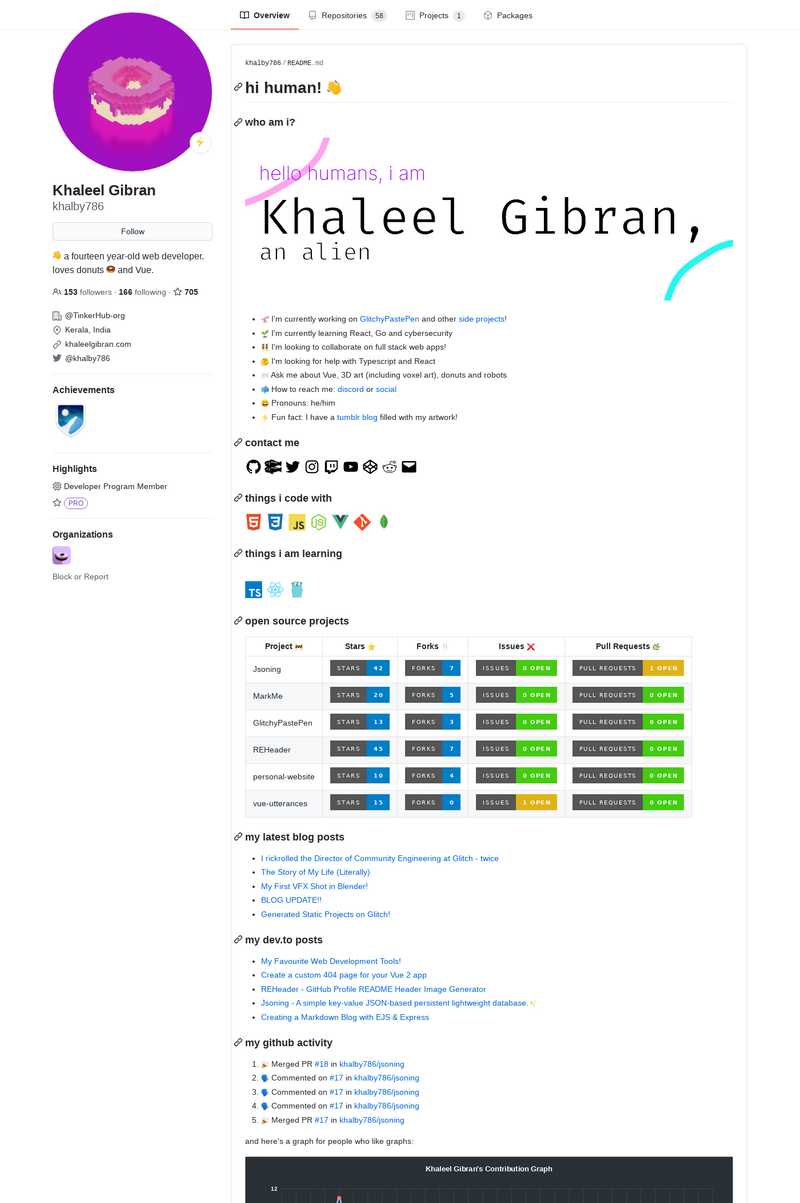 Overview Repositories 58 Projects 1 Packages
Khaleel Gibran
khalby786
Follow
👋 a fourteen year-old web developer.
loves donuts 🍩 and Vue.
153 followers · 166 following · 705
@TinkerHub-org
Kerala, India
khaleelgibran.com
@khalby786
Achievements
Highlights
Developer Program Member
PRO
Organizations
Block or Report
khalby786 / README.md
hi human! 👋
who am i?
hello humans, i am
Khaleel Gibran,
an alien
I'm currently working on GlitchyPastePen and other side projects!
I'm currently learning React, Go and cybersecurity
I'm looking to collaborate on full stack web apps!
I'm looking for help with Typescript and React
Ask me about Vue, 3D art (including voxel art), donuts and robots
How to reach me: discord or social
Pronouns: he/him
Fun fact: I have a tumblr blog filled with my artwork!
contact me
things i code with
JS
things i am learning
TS
open source projects
Project Stars Forks Issues Pull Requests
Jsoning STARS 42 FORKS 7 ISSUES 0 OPEN PULL REQUESTS 1 OPEN
MarkMe STARS 20 FORKS 5 ISSUES 0 OPEN PULL REQUESTS 0 OPEN
GlitchyPastePen STARS 13 FORKS 3 ISSUES 0 OPEN PULL REQUESTS 0 OPEN
REHeader STARS 45 FORKS 7 ISSUES 0 OPEN PULL REQUESTS 0 OPEN
personal-website STARS 10 FORKS 4 ISSUES 0 OPEN PULL REQUESTS 0 OPEN
vue-utterances STARS 15 FORKS 0 ISSUES 1 OPEN PULL REQUESTS 0 OPEN
my latest blog posts
I rickrolled the Director of Community Engineering at Glitch - twice
The Story of My Life (Literally)
My First VFX Shot in Blender!
BLOG UPDATE!!
Generated Static Projects on Glitch!
my dev.to posts
My Favourite Web Development Tools!
Create a custom 404 page for your Vue 2 app
REHeader - GitHub Profile README Header Image Generator
Jsoning - A simple key-value JSON-based persistent lightweight database.
Creating a Markdown Blog with EJS & Express
my github activity
1. 🎉 Merged PR #18 in khalby786/jsoning
2. 🗣 Commented on #17 in khalby786/jsoning
3. 🗣 Commented on #17 in khalby786/jsoning
4. 🗣 Commented on #17 in khalby786/jsoning
5. 🎉 Merged PR #17 in khalby786/jsoning
and here's a graph for people who like graphs:
Khaleel Gibran's Contribution Graph
12